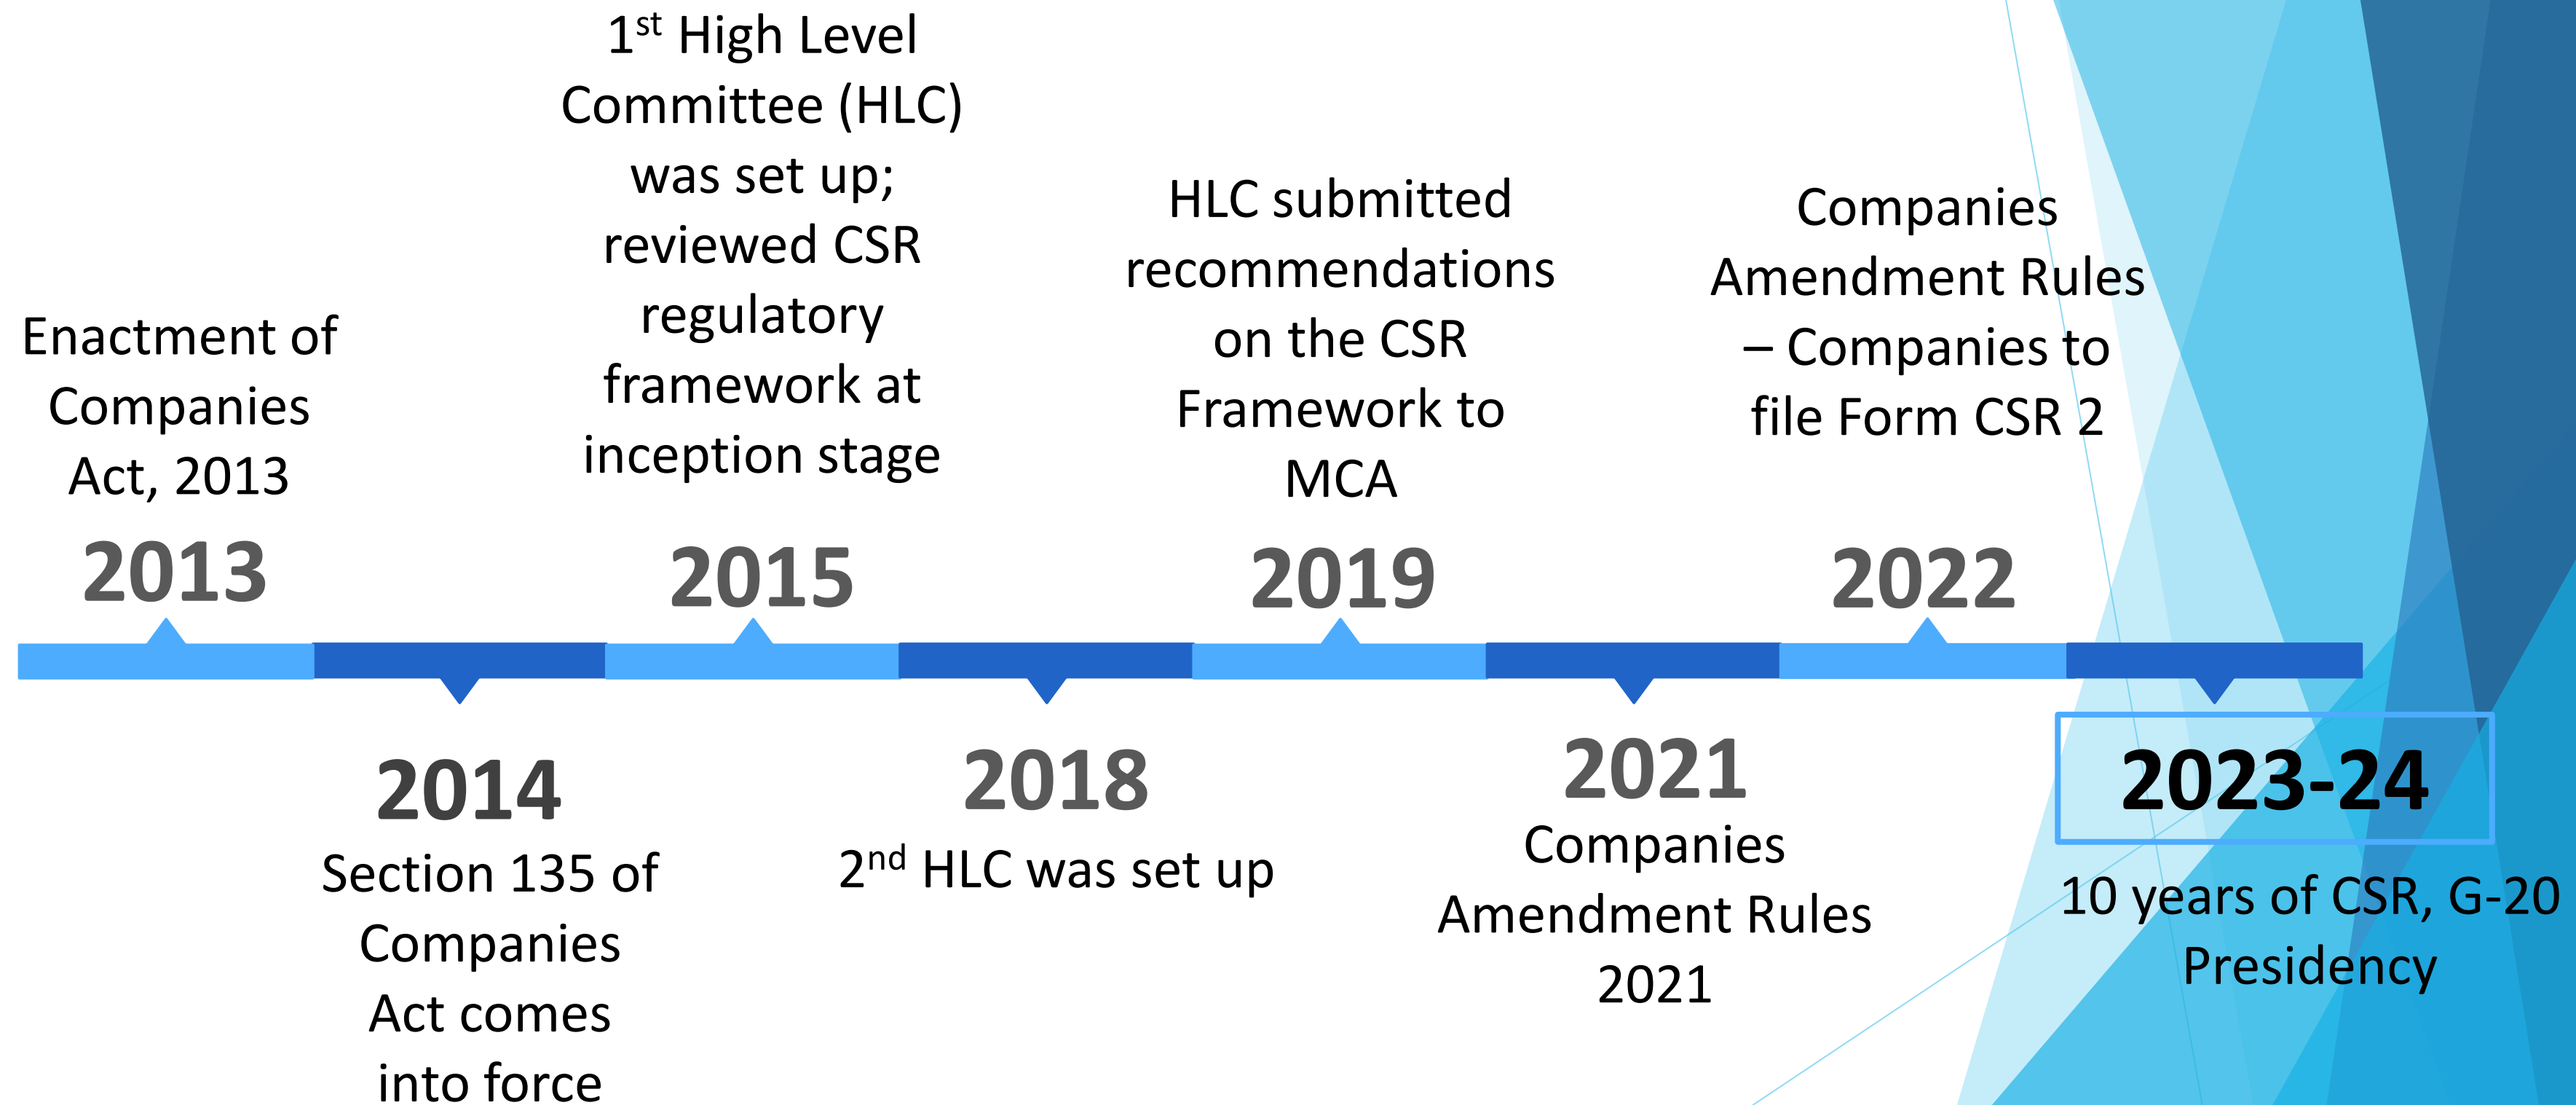 Enactment of
Companies
Act, 2013
2013
2014
Section 135 of
Companies
Act comes
into force
1st High Level
Committee (HLC)
was set up;
reviewed CSR
regulatory
framework at
inception stage
2015
2018
2nd HLC was set up
HLC submitted
recommendations
on the CSR
Framework to
MCA
2019
2021
Companies
Amendment Rules
2021
Companies
Amendment Rules
– Companies to
file Form CSR 2
2022
2023-24
10 years of CSR, G-20
Presidency